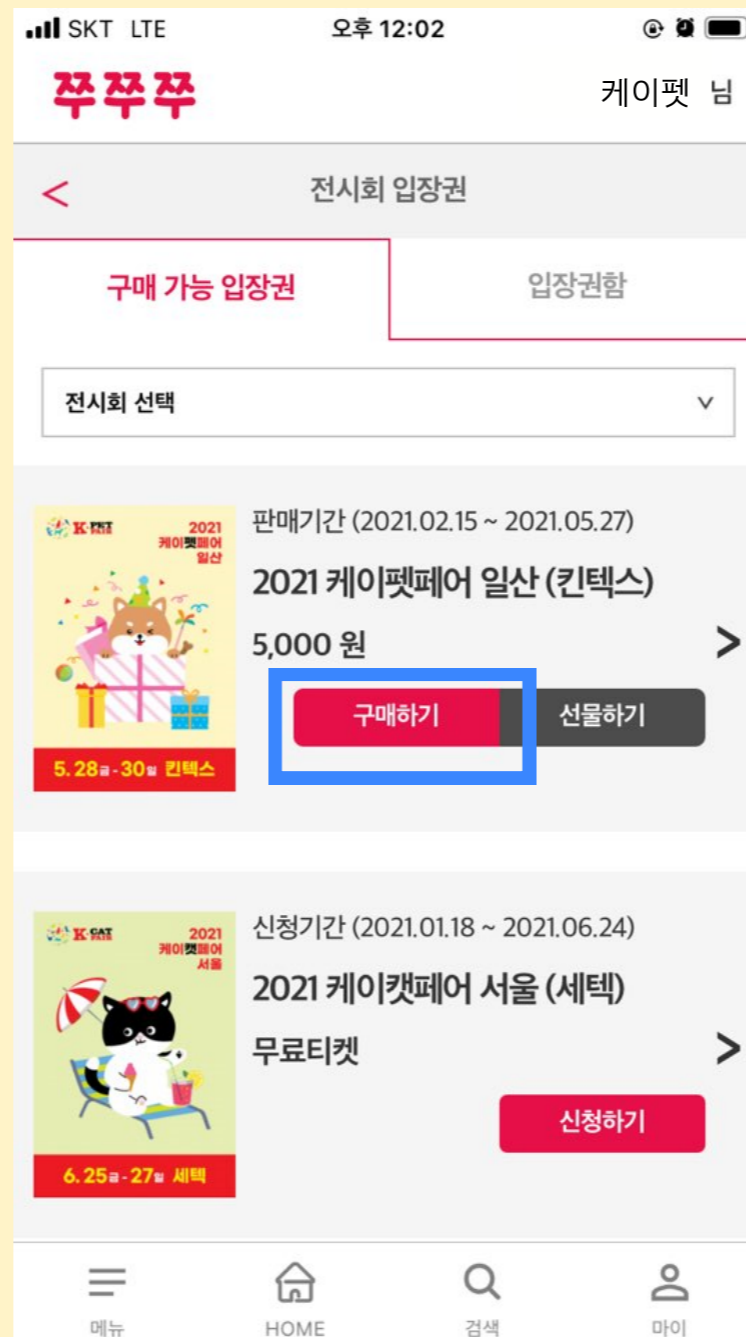 SKT LTE 오후 12:02
쭈쭈쭈 케이펫 님
< 전시회 입장권
구매 가능 입장권 입장권함
전시회 선택
K-PET FAIR
2021
케이펫페어
일산
5. 28금-30일 킨텍스
판매기간 (2021.02.15 ~ 2021.05.27)
2021 케이펫페어 일산 (킨텍스)
5,000 원
>
구매하기 선물하기
K-CAT FAIR
2021
케이캣페어
서울
6. 25금-27일 세텍
신청기간 (2021.01.18 ~ 2021.06.24)
2021 케이캣페어 서울 (세텍)
무료티켓
>
신청하기
메뉴 HOME 검색 마이